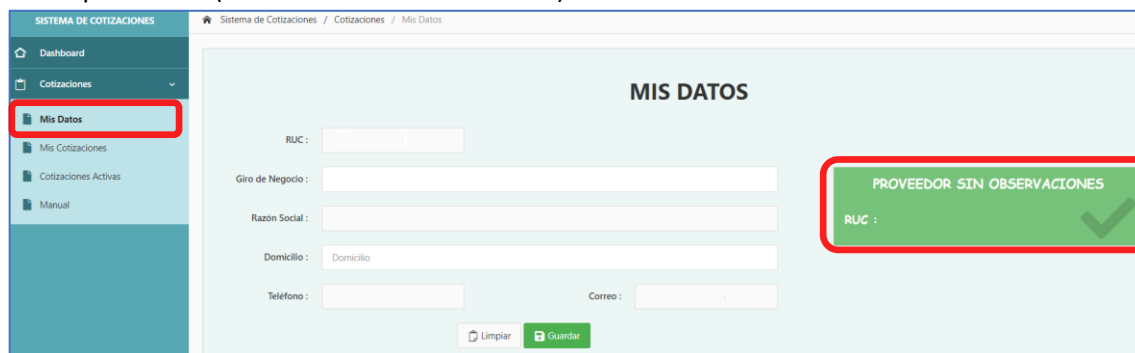 SISTEMA DE COTIZACIONES
Sistema de Cotizaciones / Cotizaciones / Mis Datos
Dashboard
Cotizaciones
Mis Datos
Mis Cotizaciones
Cotizaciones Activas
Manual
MIS DATOS
RUC :
Giro de Negocio :
Razón Social :
Domicilio : Domicilio
Teléfono : Correo :
Limpiar Guardar
PROVEEDOR SIN OBSERVACIONES
RUC :